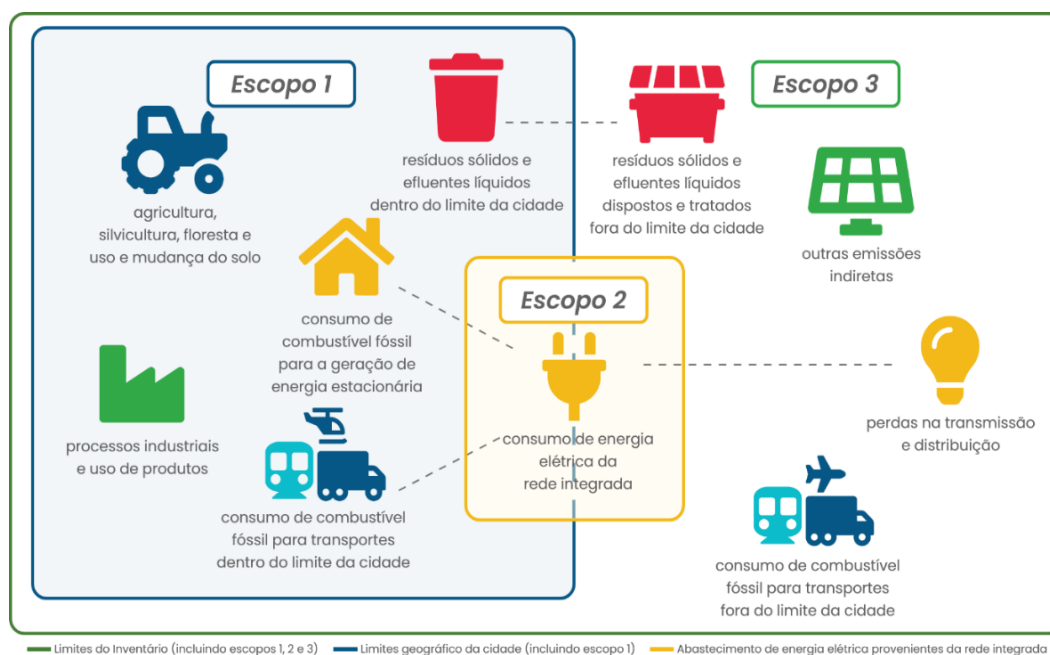 Escopo 1
agricultura,
silvicultura, floresta e
uso e mudança do solo
resíduos sólidos e
efluentes líquidos
dentro do limite da cidade
consumo de
combustível fóssil
para a geração de
energia estacionária
processos industriais
e uso de produtos
consumo de combustível
fóssil para transportes
dentro do limite da cidade
Escopo 2
consumo de energia
elétrica da
rede integrada
Escopo 3
resíduos sólidos e
efluentes líquidos
dispostos e tratados
fora do limite da cidade
outras emissões
indiretas
perdas na transmissão
e distribuição
consumo de combustível
fóssil para transportes
fora do limite da cidade
Limites do Inventário (incluindo escopos 1, 2 e 3)
Limites geográfico da cidade (incluindo escopo 1)
Abastecimento de energia elétrica provenientes da rede integrada